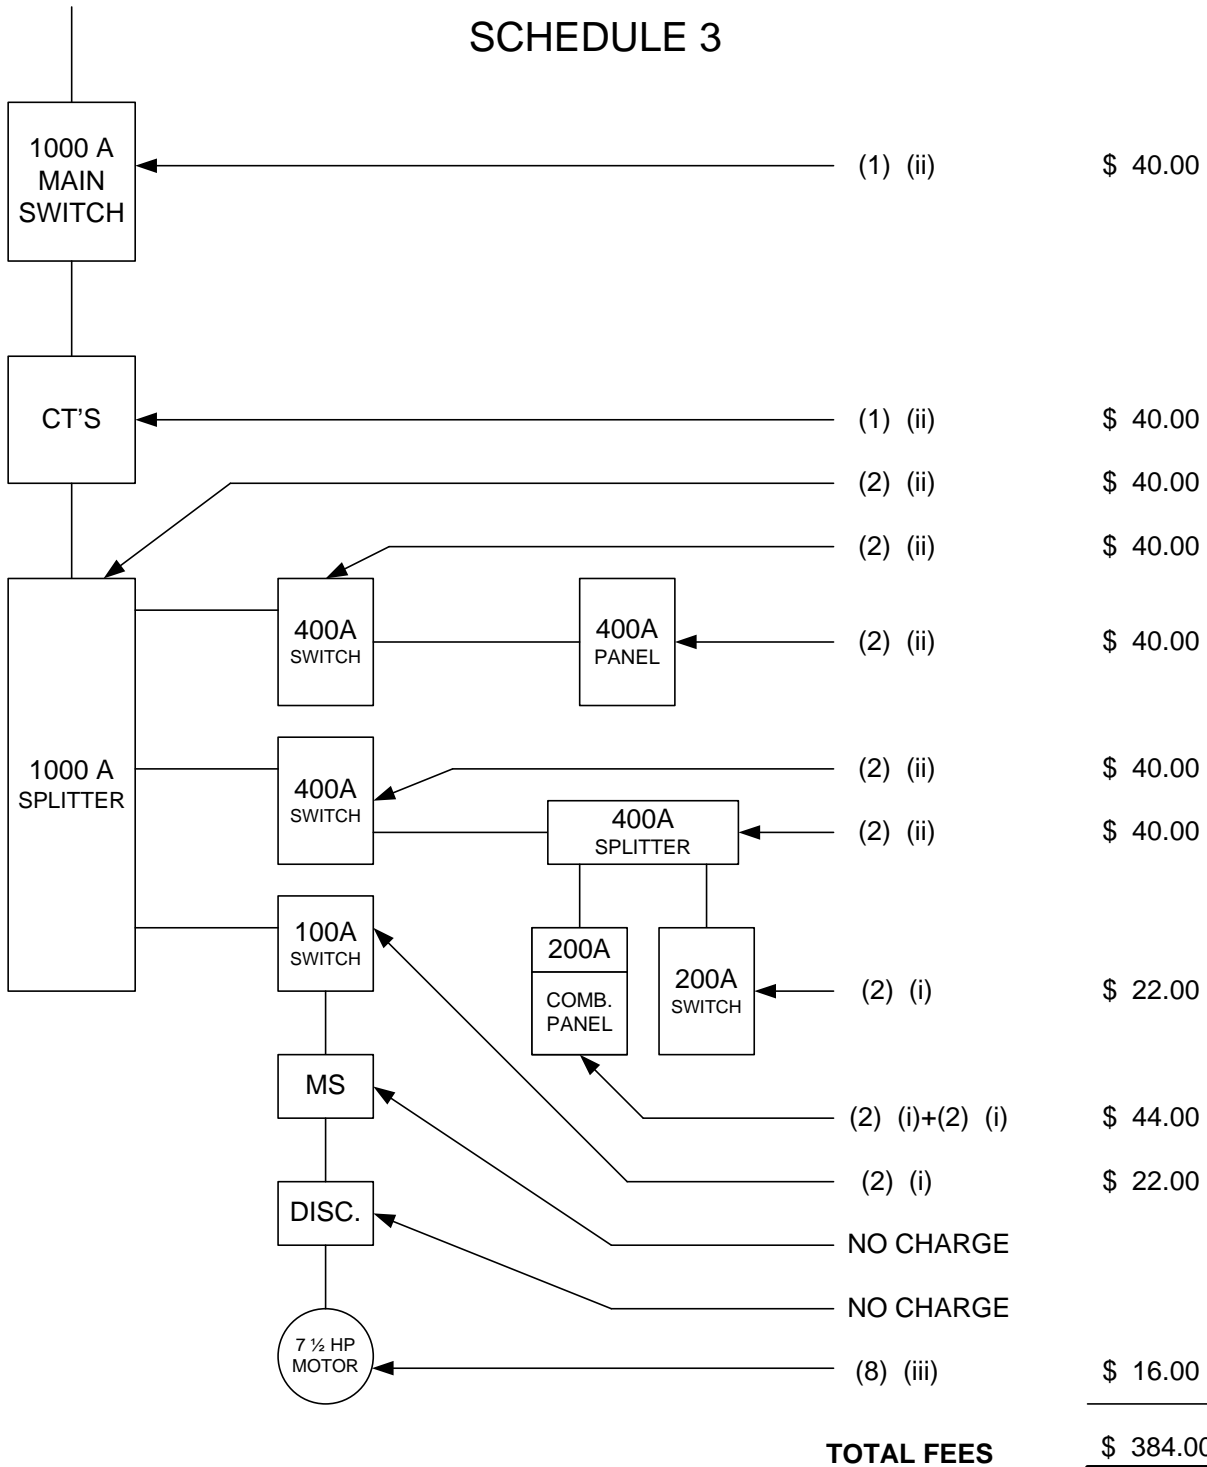 SCHEDULE 3
1000 A
MAIN
SWITCH
(1) (ii) $ 40.00
CT'S
(1) (ii) $ 40.00
(2) (ii) $ 40.00
(2) (ii) $ 40.00
400A
SWITCH
400A
PANEL
(2) (ii) $ 40.00
1000 A
SPLITTER
400A
SWITCH
(2) (ii) $ 40.00
400A
SPLITTER
(2) (ii) $ 40.00
100A
SWITCH
200A
COMB.
PANEL
200A
SWITCH
(2) (i) $ 22.00
MS
(2) (i)+(2) (i) $ 44.00
(2) (i) $ 22.00
DISC.
NO CHARGE
NO CHARGE
7 ½ HP
MOTOR
(8) (iii) $ 16.00
TOTAL FEES $ 384.00